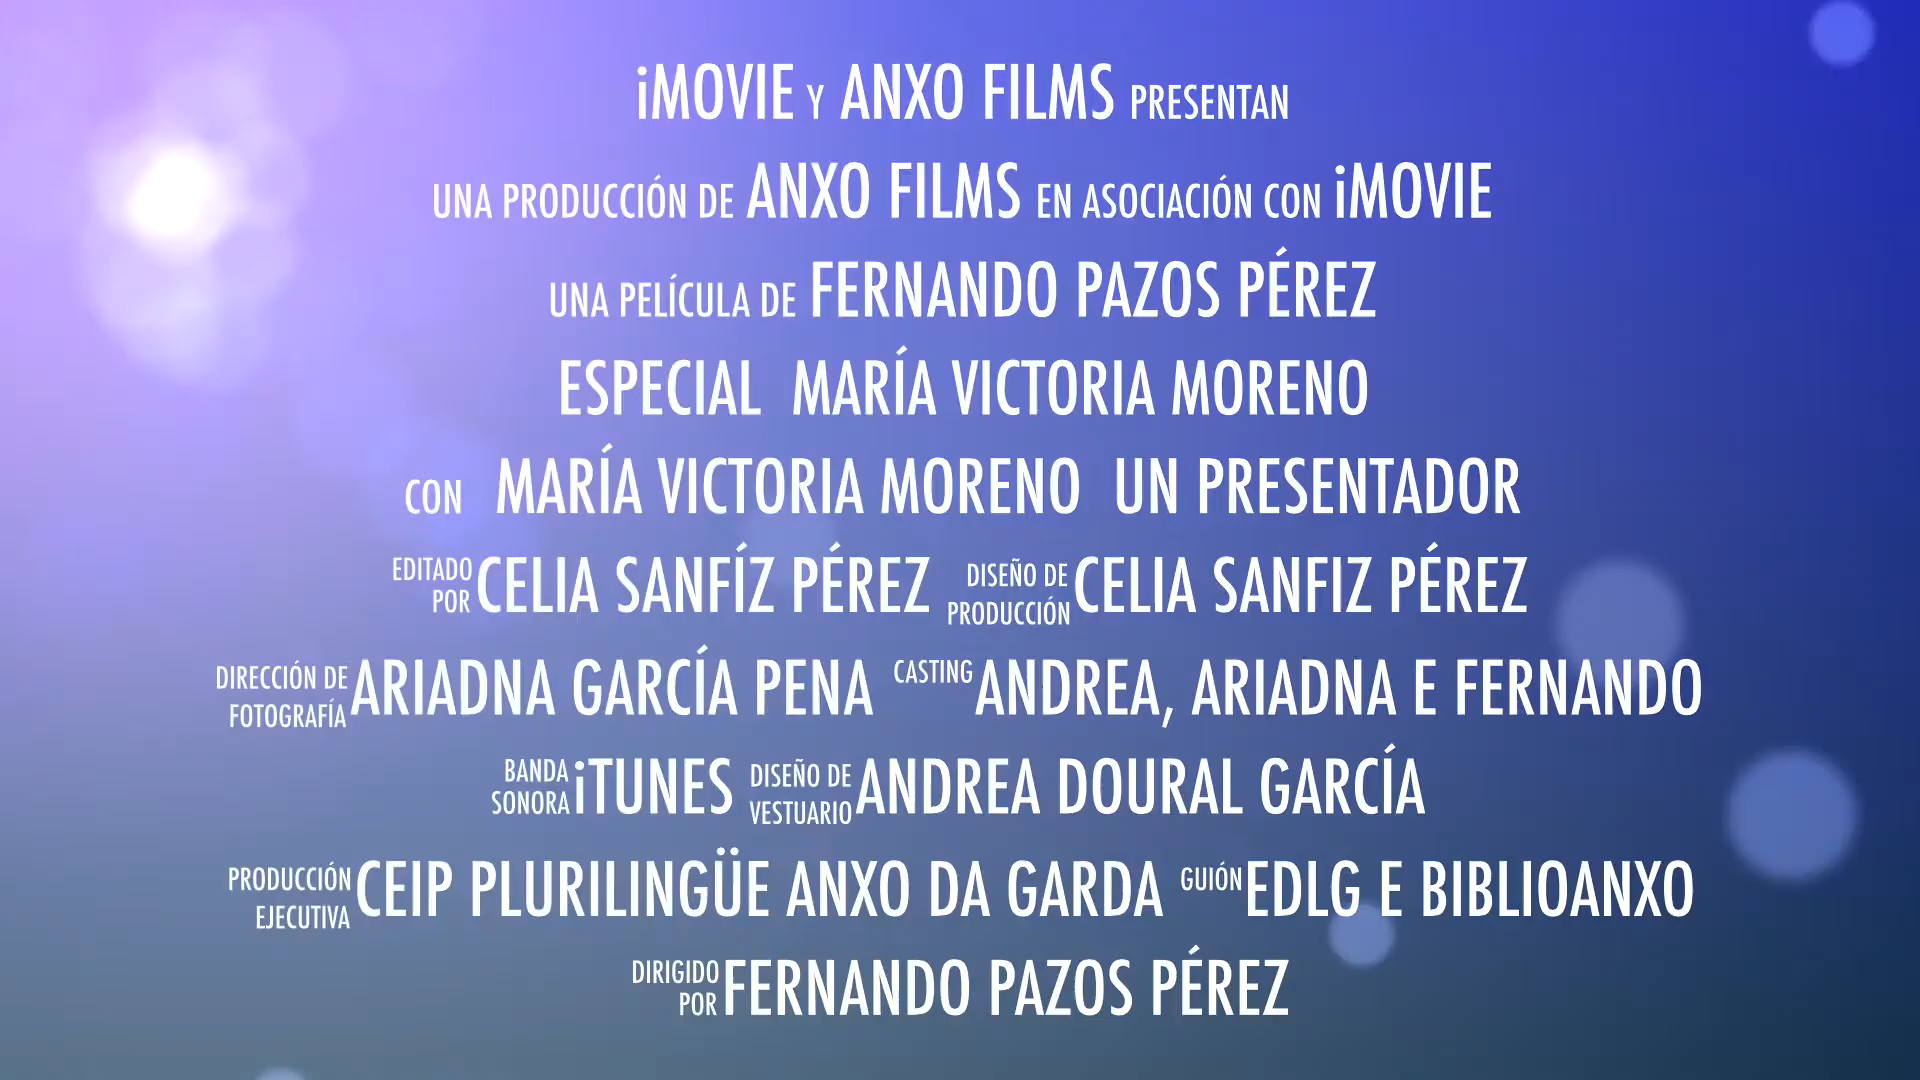 iMOVIE Y ANXO FILMS PRESENTAN
UNA PRODUCCIÓN DE ANXO FILMS EN ASOCIACIÓN CON iMOVIE
UNA PELÍCULA DE FERNANDO PAZOS PÉREZ
ESPECIAL MARÍA VICTORIA MORENO
CON MARÍA VICTORIA MORENO UN PRESENTADOR
EDITADO POR CELIA SANFÍZ PÉREZ DISEÑO DE PRODUCCIÓN CELIA SANFIZ PÉREZ
DIRECCIÓN DE FOTOGRAFÍA ARIADNA GARCÍA PENA CASTING ANDREA, ARIADNA E FERNANDO
BANDA SONORA iTUNES DISEÑO DE VESTUARIO ANDREA DOURAL GARCÍA
PRODUCCIÓN EJECUTIVA CEIP PLURILINGÜE ANXO DA GARDA GUIÓN EDLG E BIBLIOANXO
DIRIGIDO POR FERNANDO PAZOS PÉREZ